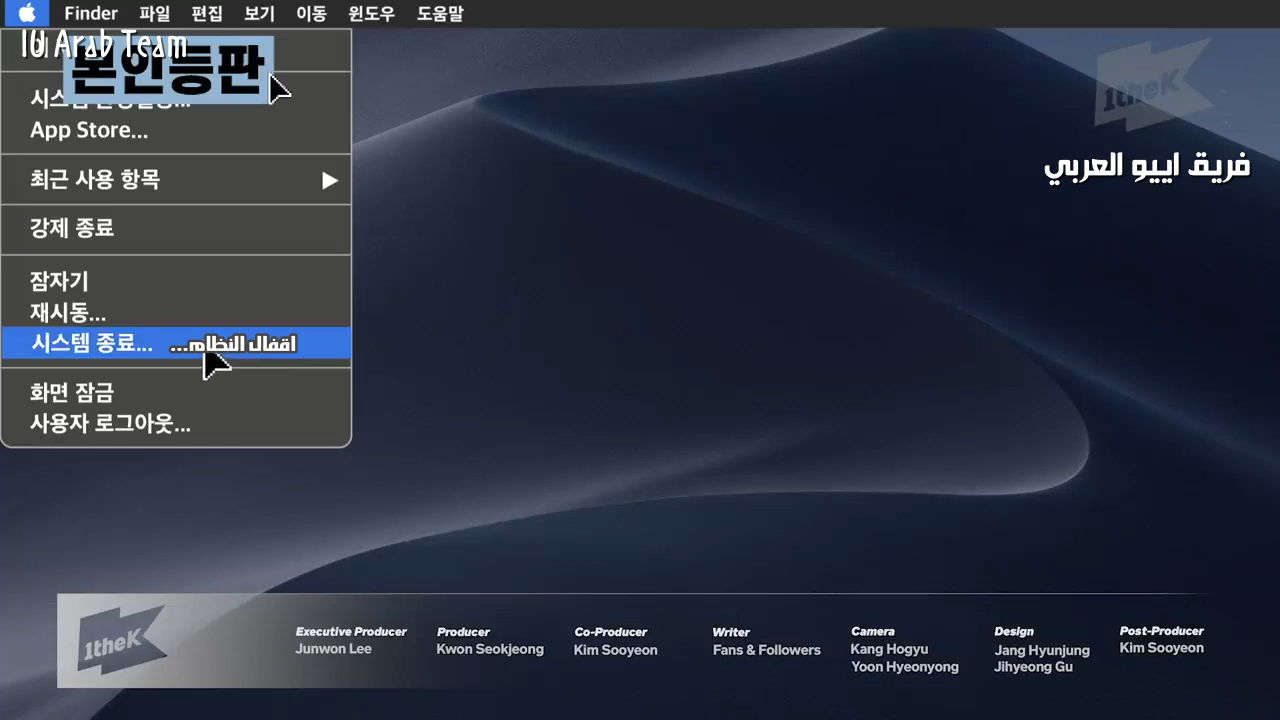 Finder 파일 편집 보기 이동 윈도우 도움말
IU Arab Team
본인등판
1theK
فريق اييو العربي
App Store...
최근 사용 항목
강제 종료
잠자기
재시동...
시스템 종료... اقفال النظام...
화면 잠금
사용자 로그아웃...
1theK
Executive Producer
Junwon Lee
Producer
Kwon Seokjeong
Co-Producer
Kim Sooyeon
Writer
Fans & Followers
Camera
Kang Hogyu
Yoon Hyeonyong
Design
Jang Hyunjung
Jihyeong Gu
Post-Producer
Kim Sooyeon